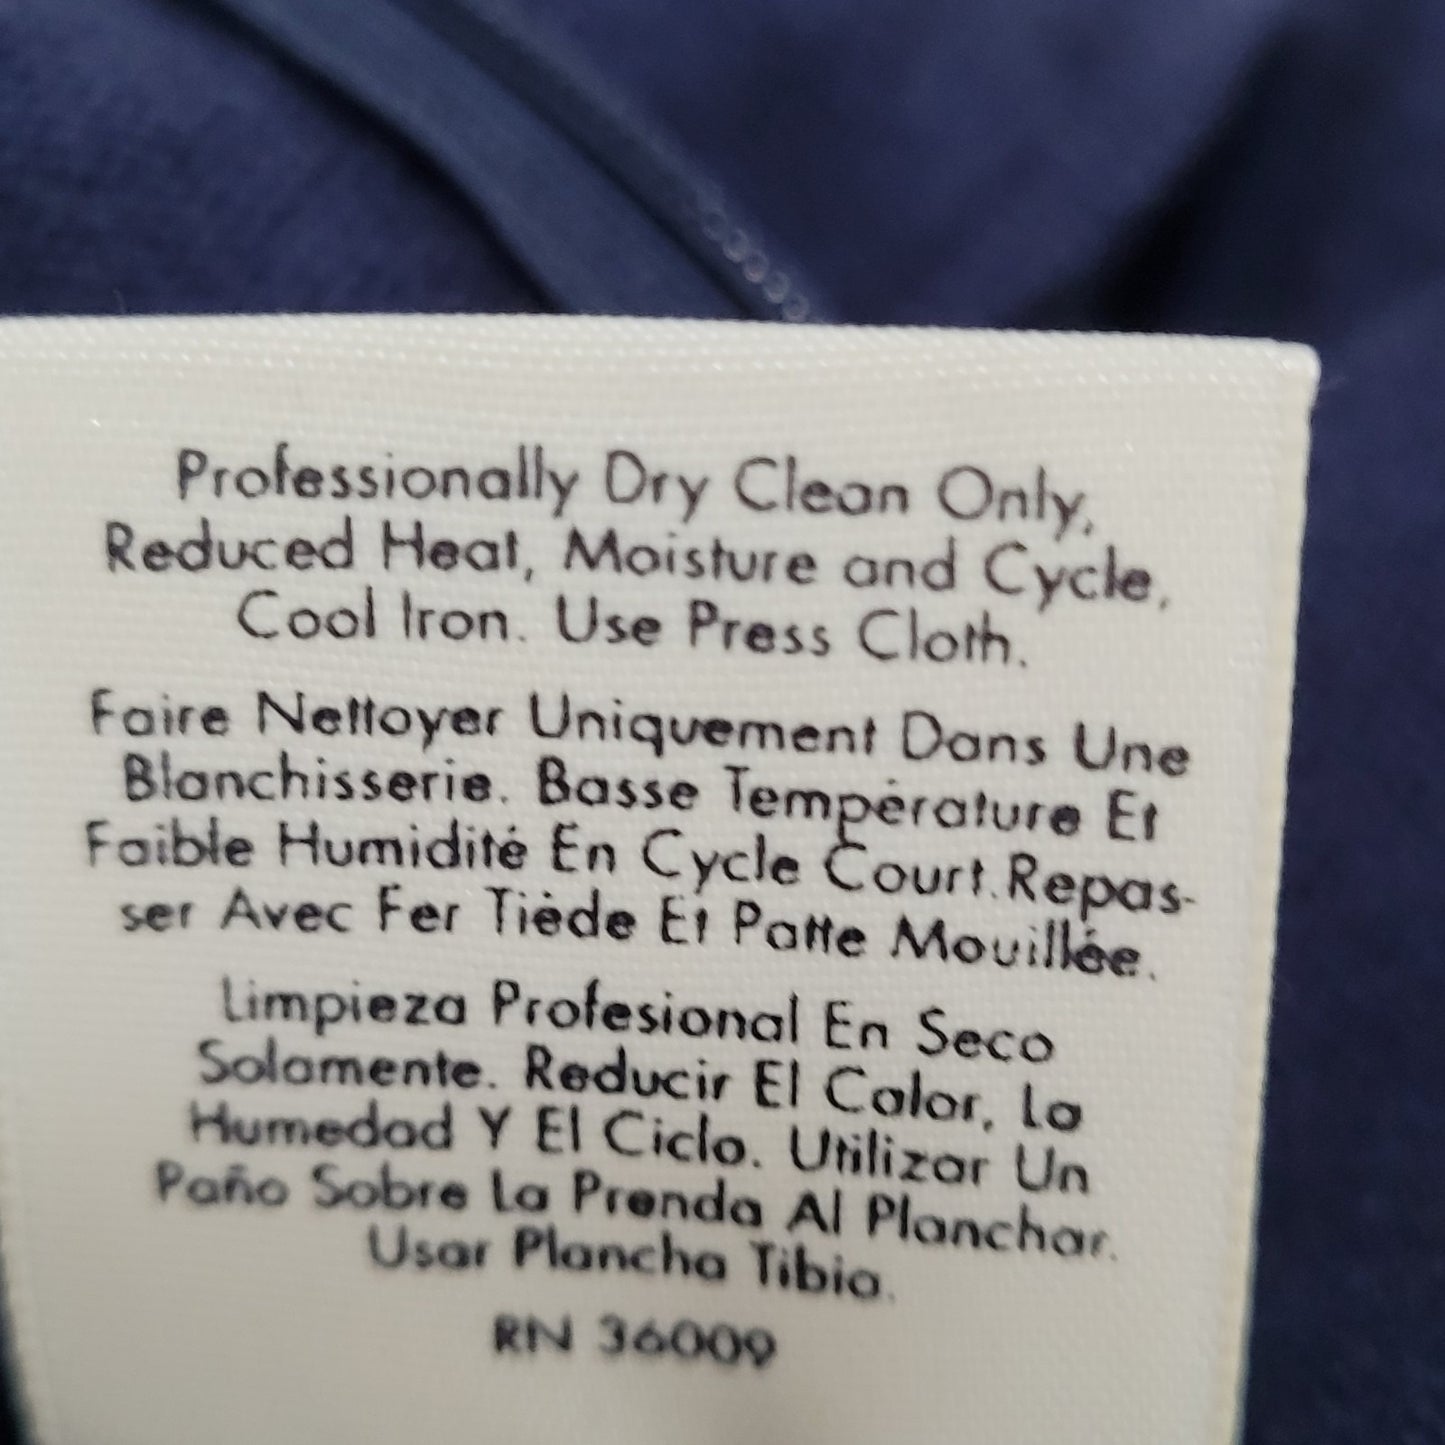 Professionally Dry Clean Only,
Reduced Heat, Moisture and Cycle,
Cool Iron. Use Press Cloth.
Faire Nettoyer Uniquement Dans Une
Blanchisserie. Basse Température Et
Faible Humidité En Cycle Court.Repas-
ser Avec Fer Tiède Et Patte Mouillée.
Limpieza Profesional En Seco
Solamente. Reducir El Calor, La
Humedad Y El Ciclo. Utilizar Un
Paño Sobre La Prenda Al Planchar.
Usar Plancha Tibia.
RN 36009